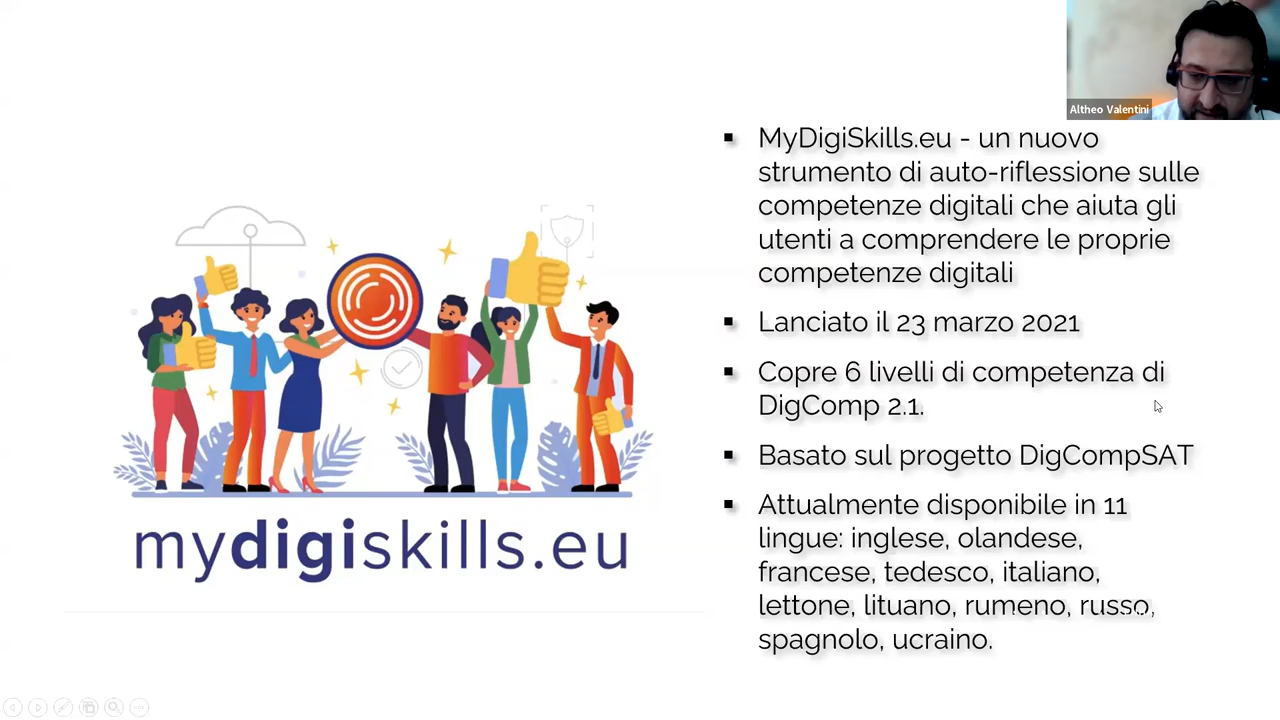 Altheo Valentini
MyDigiSkills.eu - un nuovo
strumento di auto-riflessione sulle
competenze digitali che aiuta gli
utenti a comprendere le proprie
competenze digitali
Lanciato il 23 marzo 2021
Copre 6 livelli di competenza di
DigComp 2.1.
Basato sul progetto DigCompSAT
Attualmente disponibile in 11
lingue: inglese, olandese,
francese, tedesco, italiano,
lettone, lituano, rumeno, russo,
spagnolo, ucraino.
mydigiskills.eu